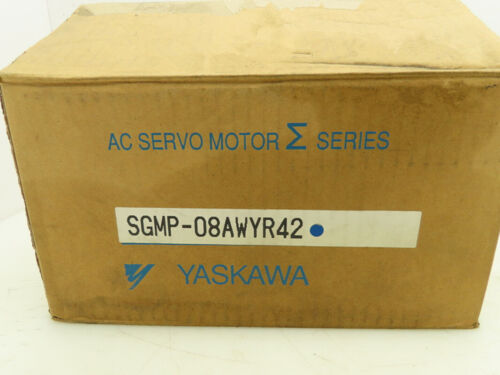 AC SERVO MOTOR Σ SERIES
SGMP-08AWYR42
YASKAWA